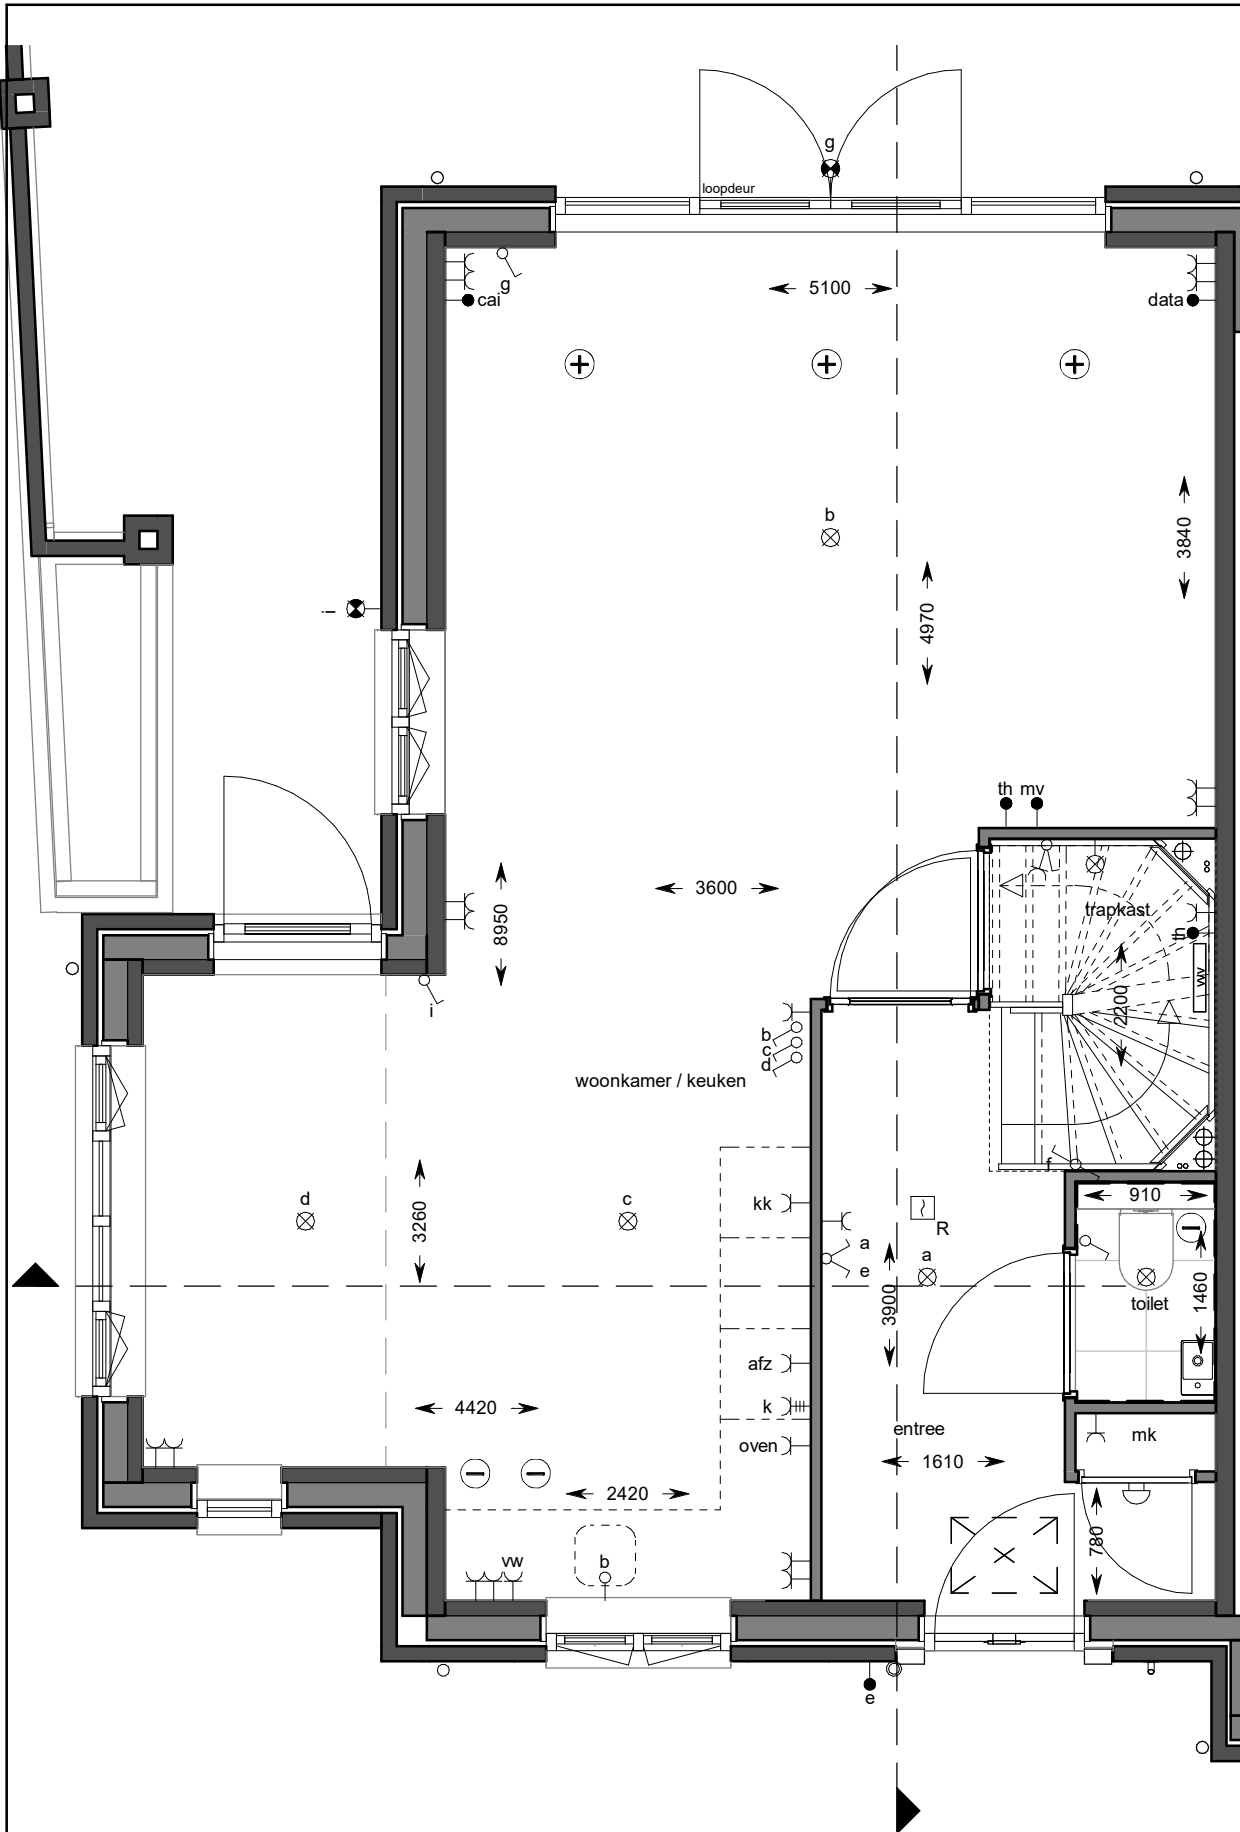 g
loopdeur
g
5100
cai
data
b
3840
4970
i
th mv
3600
8950
trapkast
th
wv
2200
i
b
c
d
woonkamer / keuken
f
910
d
c
3260
kk
R
a
e
a
3900
toilet
1460
afz
4420
k
entree
mk
oven
1610
2420
780
vw
b
e